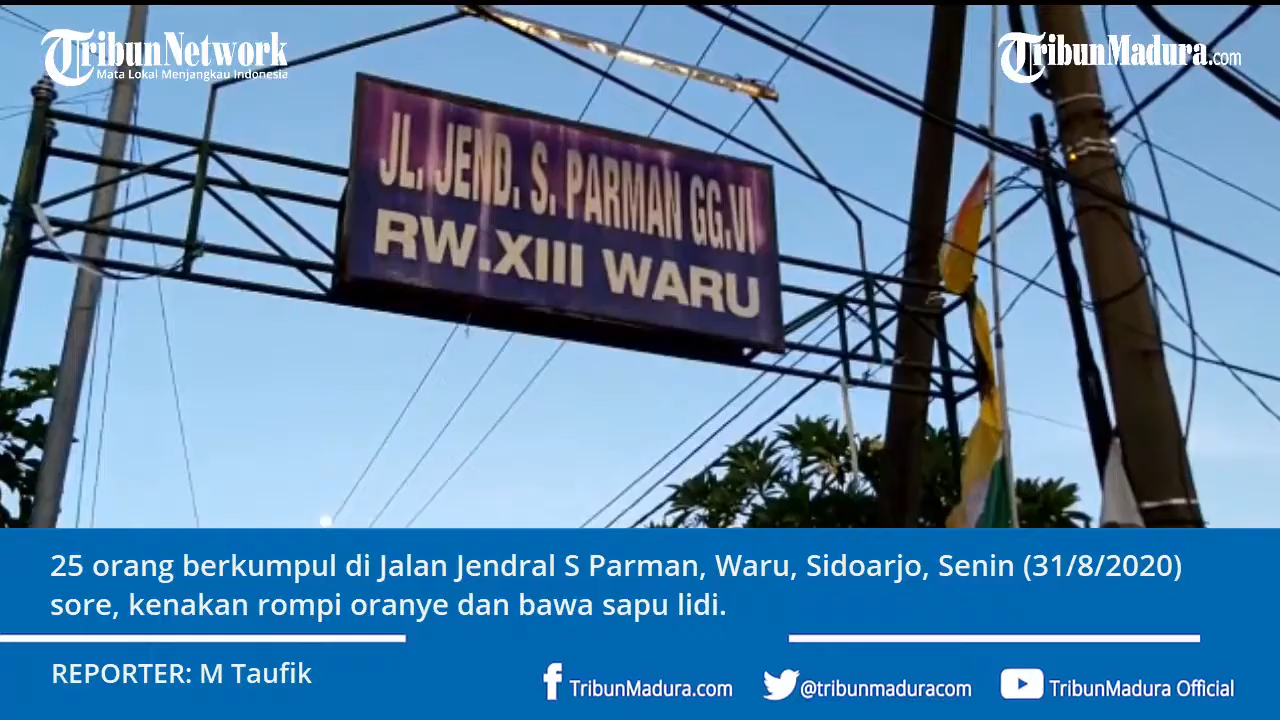 TribunNetwork
Mata Lokal Menjangkau Indonesia
TribunMadura.com
JL. JEND. S. PARMAN GG.VI
RW.XIII WARU
25 orang berkumpul di Jalan Jendral S Parman, Waru, Sidoarjo, Senin (31/8/2020)
sore, kenakan rompi oranye dan bawa sapu lidi.
REPORTER: M Taufik
TribunMadura.com
@tribunmaduracom
TribunMadura Official